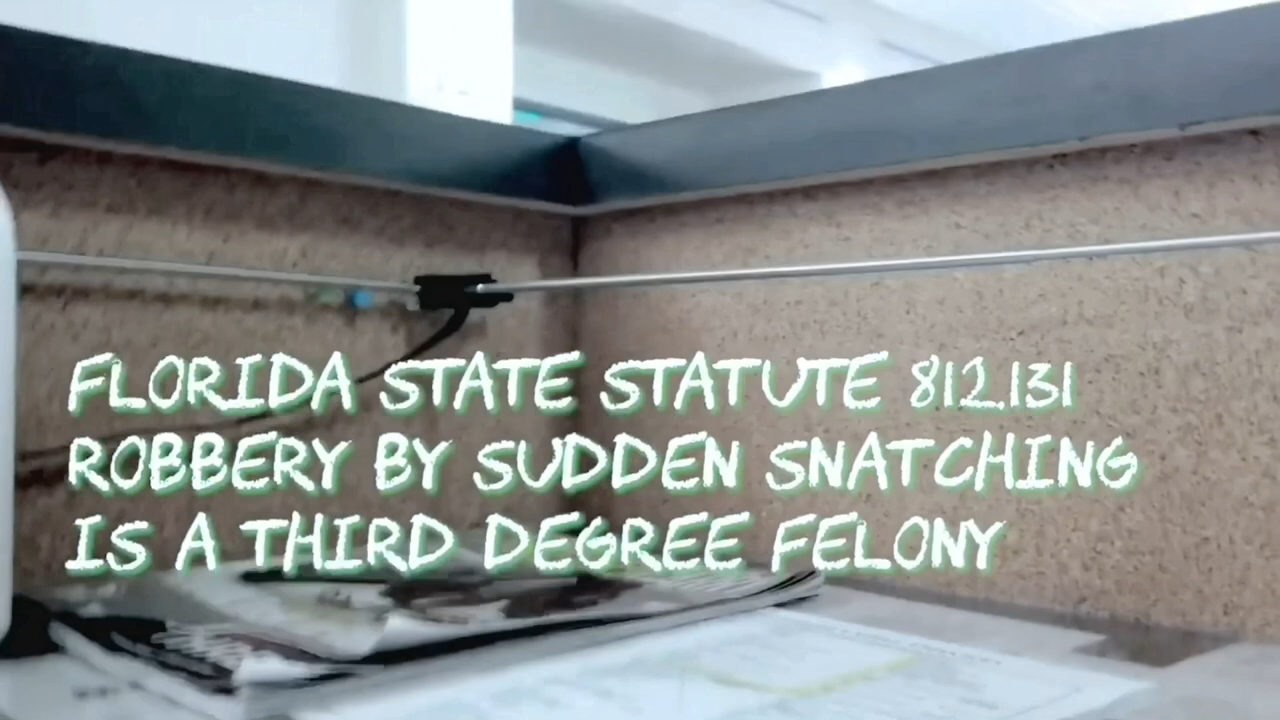 FLORIDA STATE STATUTE 812.131
ROBBERY BY SUDDEN SNATCHING
IS A THIRD DEGREE FELONY